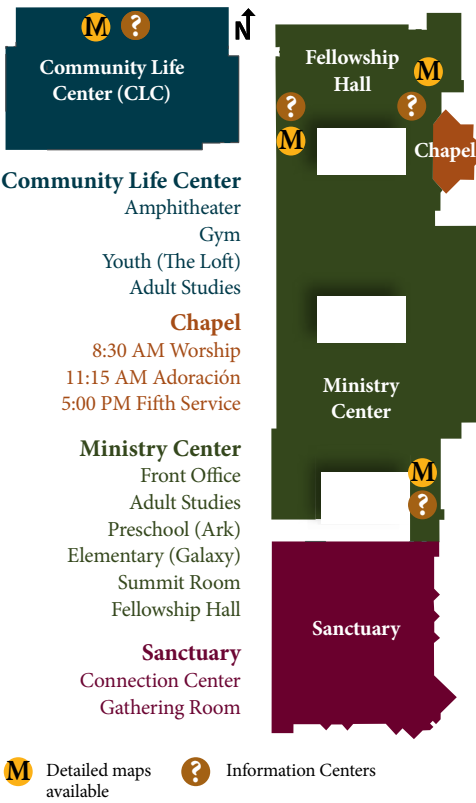 M ?
N
Community Life
Center (CLC)
Fellowship
Hall
M
? ?
M
Chapel
Community Life Center
Amphitheater
Gym
Youth (The Loft)
Adult Studies
Chapel
8:30 AM Worship
11:15 AM Adoración
5:00 PM Fifth Service
Ministry
Center
Ministry Center
Front Office
Adult Studies
Preschool (Ark)
Elementary (Galaxy)
Summit Room
Fellowship Hall
M
?
Sanctuary
Sanctuary
Connection Center
Gathering Room
M Detailed maps
available
? Information Centers